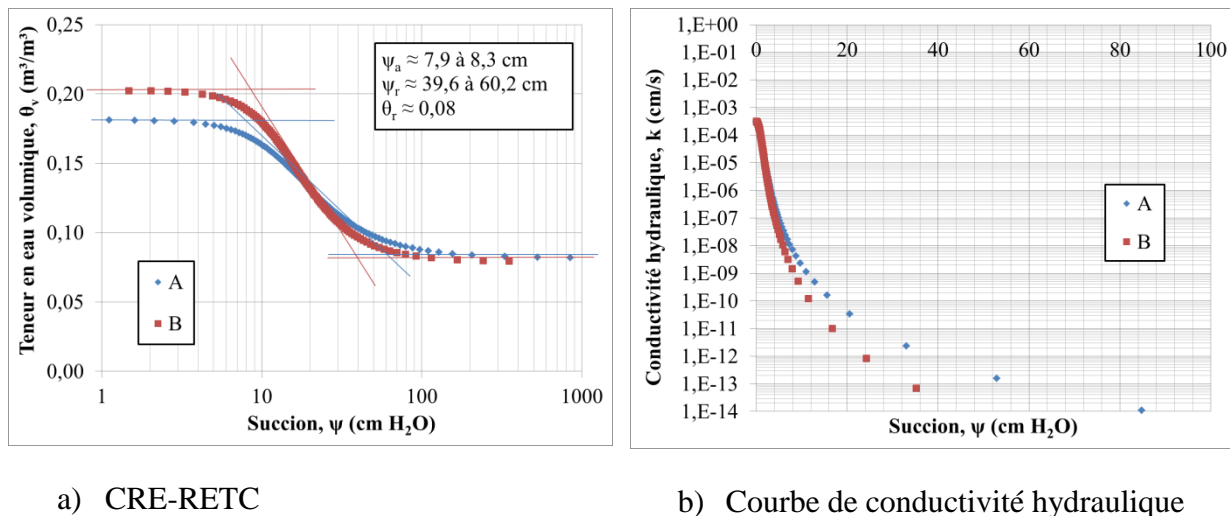 0,25
0,20
0,15
0,10
0,05
0,00
Teneur en eau volumique, θv (m³/m³)
ψa ≈ 7,9 à 8,3 cm
ψr ≈ 39,6 à 60,2 cm
θr ≈ 0,08
A
B
1 10 100 1000
Succion, ψ (cm H2O)
a) CRE-RETC
1,E+00
1,E-01
1,E-02
1,E-03
1,E-04
1,E-05
1,E-06
1,E-07
1,E-08
1,E-09
1,E-10
1,E-11
1,E-12
1,E-13
1,E-14
Conductivité hydraulique, k (cm/s)
0 20 40 60 80 100
A
B
Succion, ψ (cm H2O)
b) Courbe de conductivité hydraulique